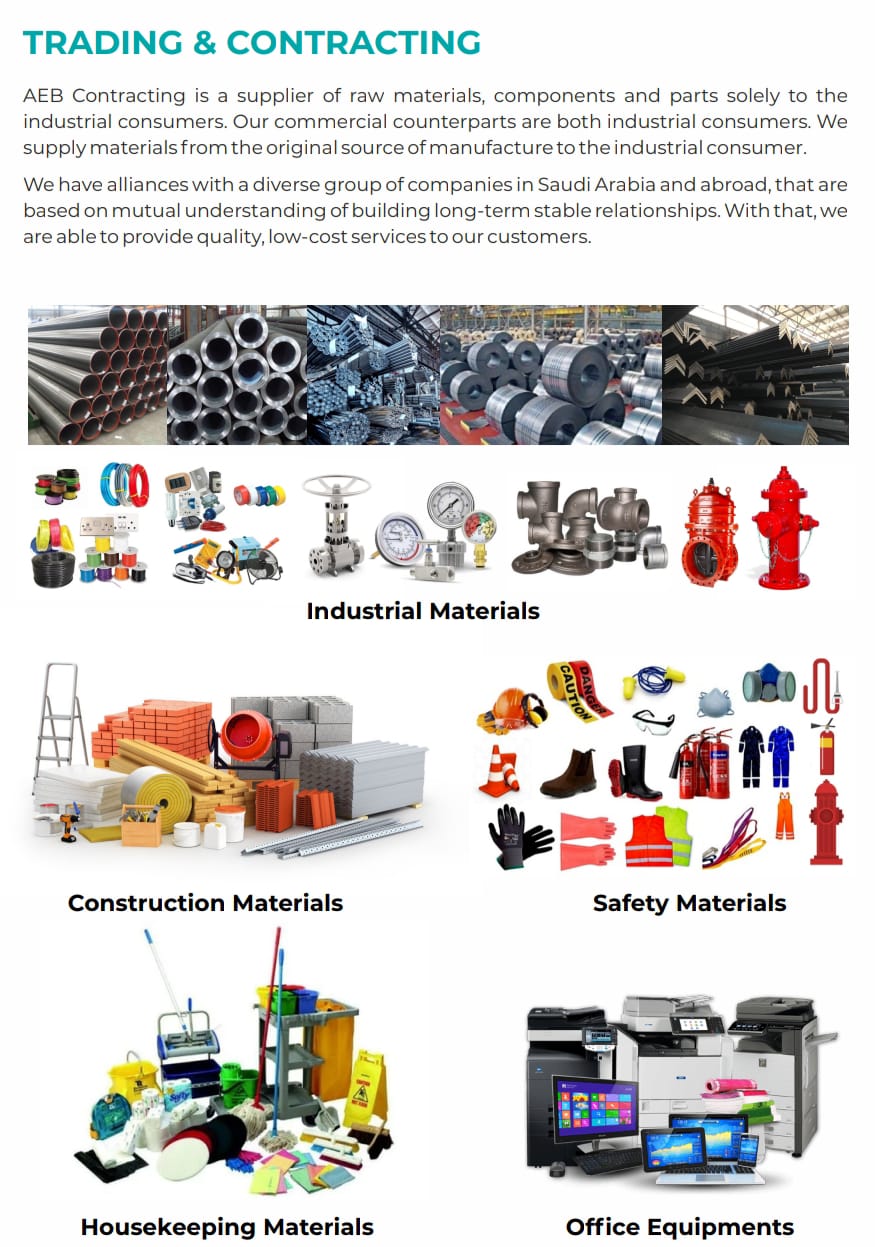 TRADING & CONTRACTING
AEB Contracting is a supplier of raw materials, components and parts solely to the
industrial consumers. Our commercial counterparts are both industrial consumers. We
supply materials from the original source of manufacture to the industrial consumer.
We have alliances with a diverse group of companies in Saudi Arabia and abroad, that are
based on mutual understanding of building long-term stable relationships. With that, we
are able to provide quality, low-cost services to our customers.
Industrial Materials
CAUTION
DANGER
Construction Materials
Safety Materials
CAUTION
Housekeeping Materials
Office Equipments